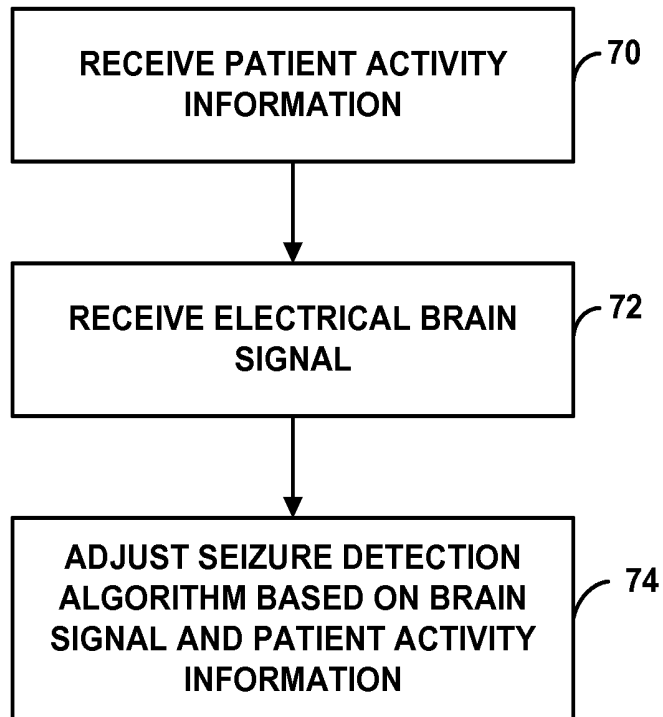 RECEIVE PATIENT ACTIVITY
INFORMATION
70
RECEIVE ELECTRICAL BRAIN
SIGNAL
72
ADJUST SEIZURE DETECTION
ALGORITHM BASED ON BRAIN
SIGNAL AND PATIENT ACTIVITY
INFORMATION
74